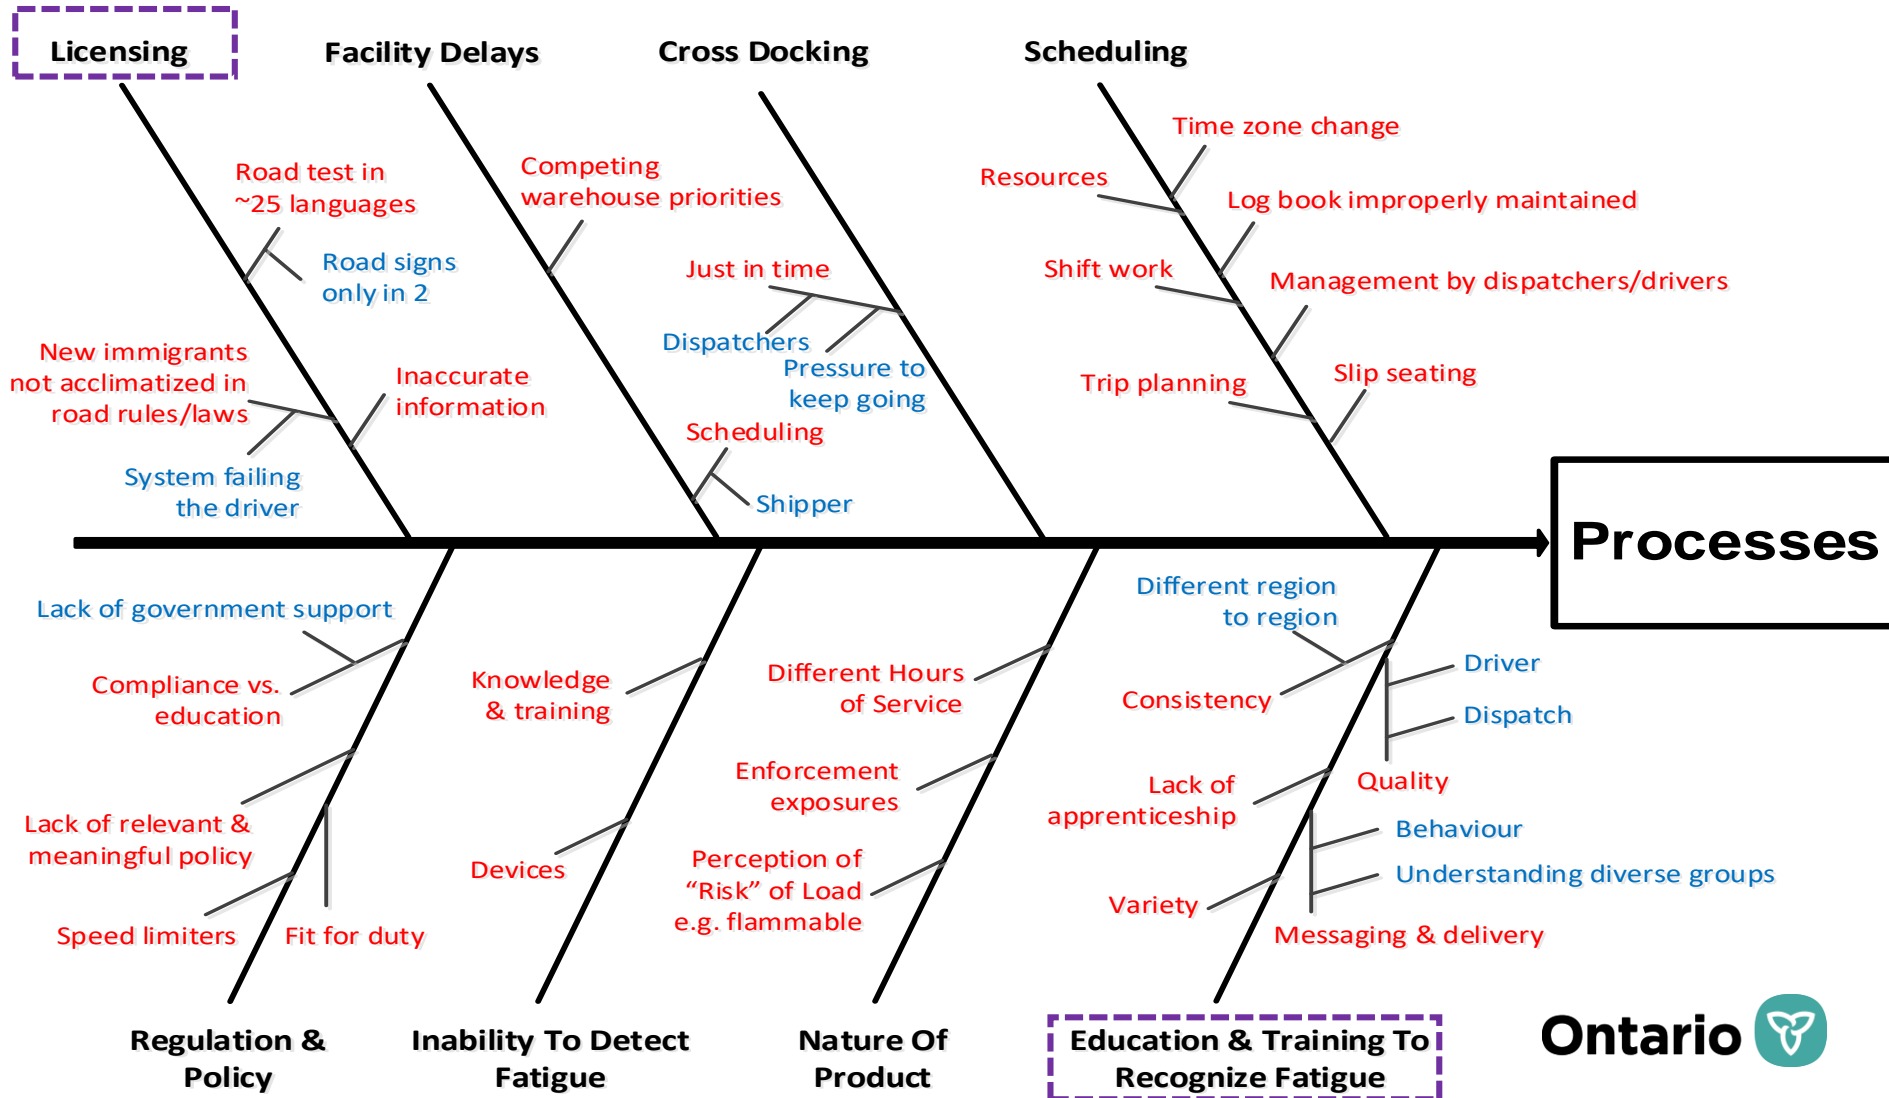 Licensing
Facility Delays
Cross Docking
Scheduling
Road test in
~25 languages
Road signs
only in 2
New immigrants
not acclimatized in
road rules/laws
System failing
the driver
Inaccurate
information
Competing
warehouse priorities
Scheduling
Shipper
Just in time
Dispatchers
Pressure to
keep going
Time zone change
Resources
Log book improperly maintained
Shift work
Management by dispatchers/drivers
Trip planning
Slip seating
Processes
Lack of government support
Compliance vs.
education
Lack of relevant &
meaningful policy
Speed limiters
Fit for duty
Knowledge
& training
Devices
Different Hours
of Service
Enforcement
exposures
Perception of
“Risk” of Load
e.g. flammable
Different region
to region
Consistency
Driver
Dispatch
Quality
Lack of
apprenticeship
Behaviour
Understanding diverse groups
Variety
Messaging & delivery
Regulation &
Policy
Inability To Detect
Fatigue
Nature Of
Product
Education & Training To
Recognize Fatigue
Ontario